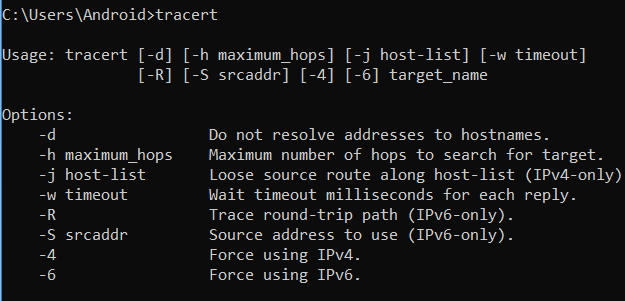 C:\Users\Android>tracert
Usage: tracert [-d] [-h maximum_hops] [-j host-list] [-w timeout]
[-R] [-S srcaddr] [-4] [-6] target_name
Options:
-d Do not resolve addresses to hostnames.
-h maximum_hops Maximum number of hops to search for target.
-j host-list Loose source route along host-list (IPv4-only)
-w timeout Wait timeout milliseconds for each reply.
-R Trace round-trip path (IPv6-only).
-S srcaddr Source address to use (IPv6-only).
-4 Force using IPv4.
-6 Force using IPv6.